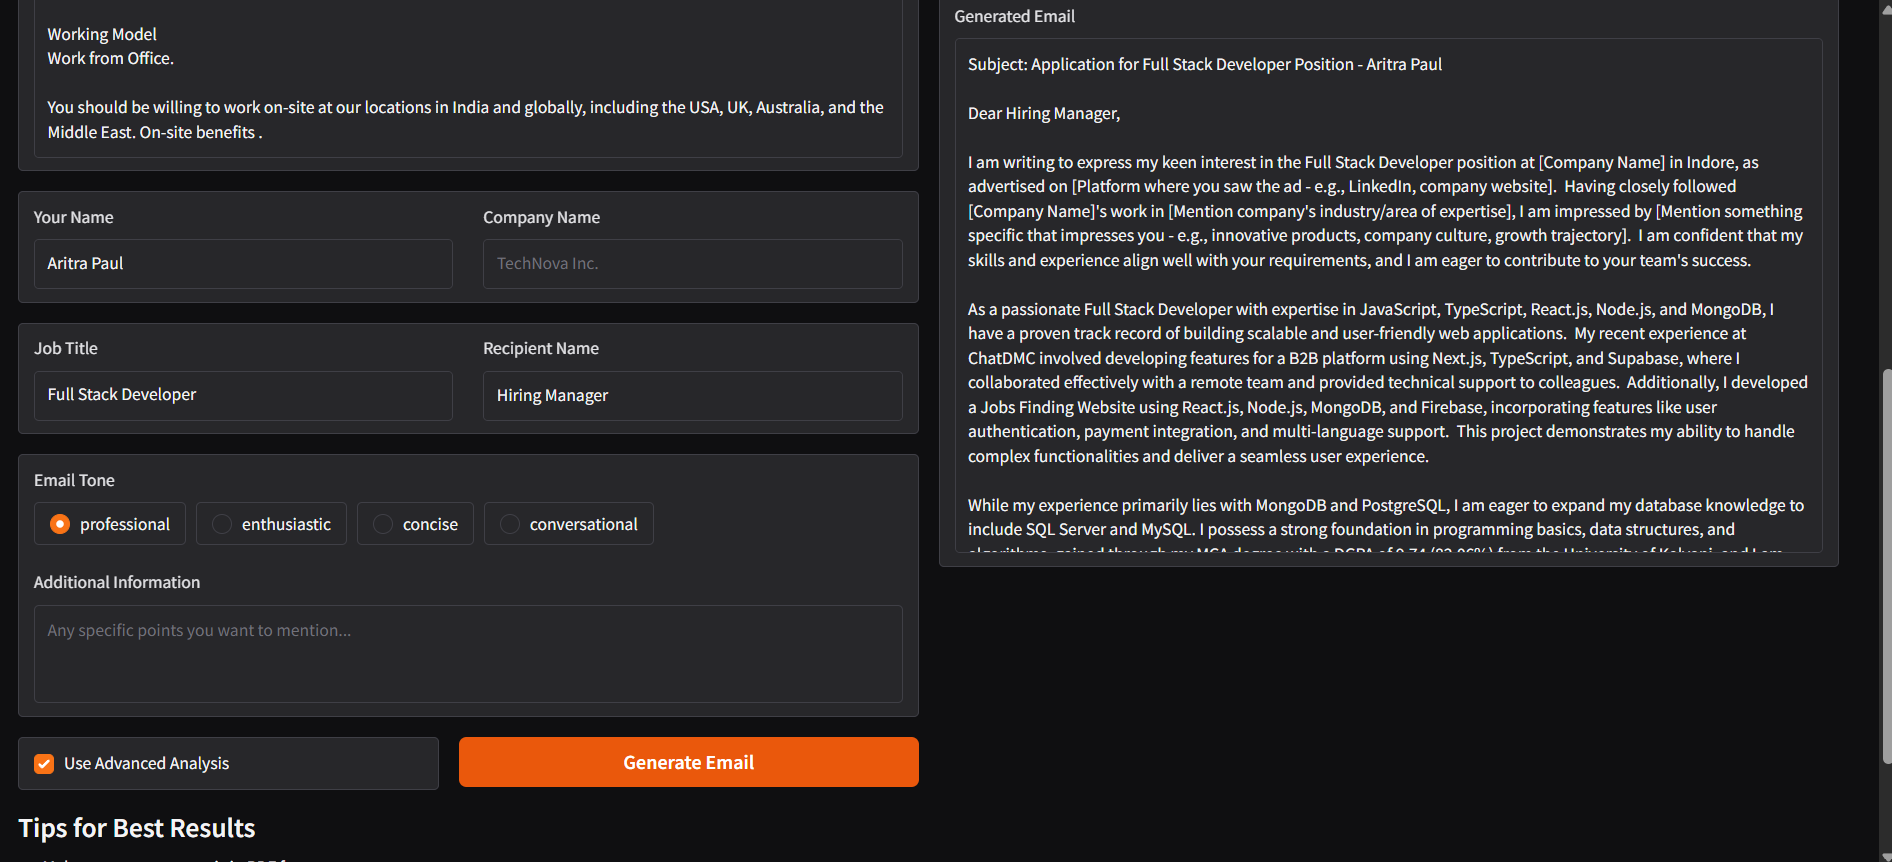 Working Model
Work from Office.
You should be willing to work on-site at our locations in India and globally, including the USA, UK, Australia, and the
Middle East. On-site benefits .
Your Name
Company Name
Aritra Paul
TechNova Inc.
Job Title
Recipient Name
Full Stack Developer
Hiring Manager
Email Tone
professional
enthusiastic
concise
conversational
Additional Information
Any specific points you want to mention...
Use Advanced Analysis
Generate Email
Tips for Best Results
Generated Email
Subject: Application for Full Stack Developer Position - Aritra Paul
Dear Hiring Manager,
I am writing to express my keen interest in the Full Stack Developer position at [Company Name] in Indore, as
advertised on [Platform where you saw the ad - e.g., LinkedIn, company website].  Having closely followed
[Company Name]'s work in [Mention company's industry/area of expertise], I am impressed by [Mention something
specific that impresses you - e.g., innovative products, company culture, growth trajectory].  I am confident that my
skills and experience align well with your requirements, and I am eager to contribute to your team's success.
As a passionate Full Stack Developer with expertise in JavaScript, TypeScript, React.js, Node.js, and MongoDB, I
have a proven track record of building scalable and user-friendly web applications.  My recent experience at
ChatDMC involved developing features for a B2B platform using Next.js, TypeScript, and Supabase, where I
collaborated effectively with a remote team and provided technical support to colleagues.  Additionally, I developed
a Jobs Finding Website using React.js, Node.js, MongoDB, and Firebase, incorporating features like user
authentication, payment integration, and multi-language support.  This project demonstrates my ability to handle
complex functionalities and deliver a seamless user experience.
While my experience primarily lies with MongoDB and PostgreSQL, I am eager to expand my database knowledge to
include SQL Server and MySQL. I possess a strong foundation in programming basics, data structures, and